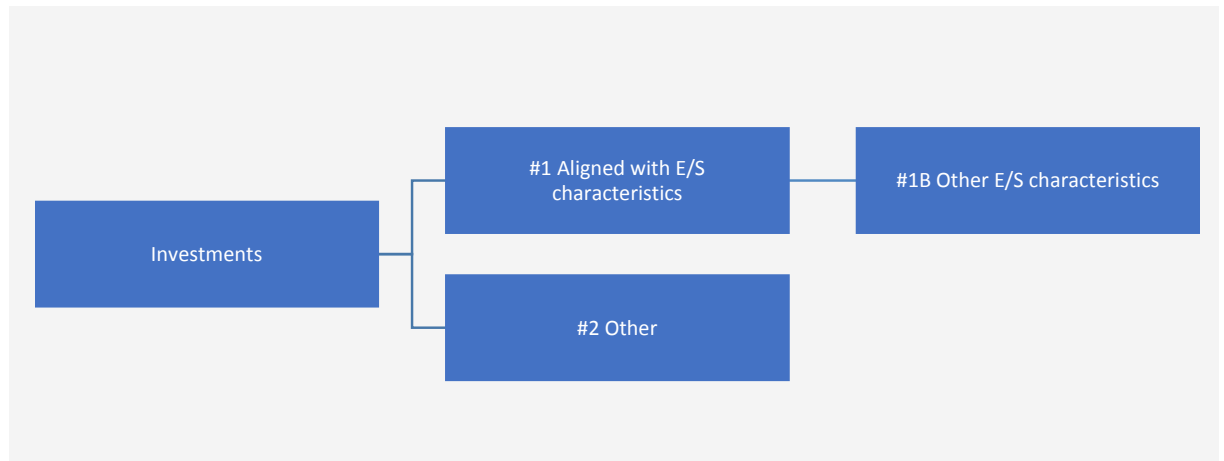 #1 Aligned with E/S
characteristics
#1B Other E/S characteristics
Investments
#2 Other